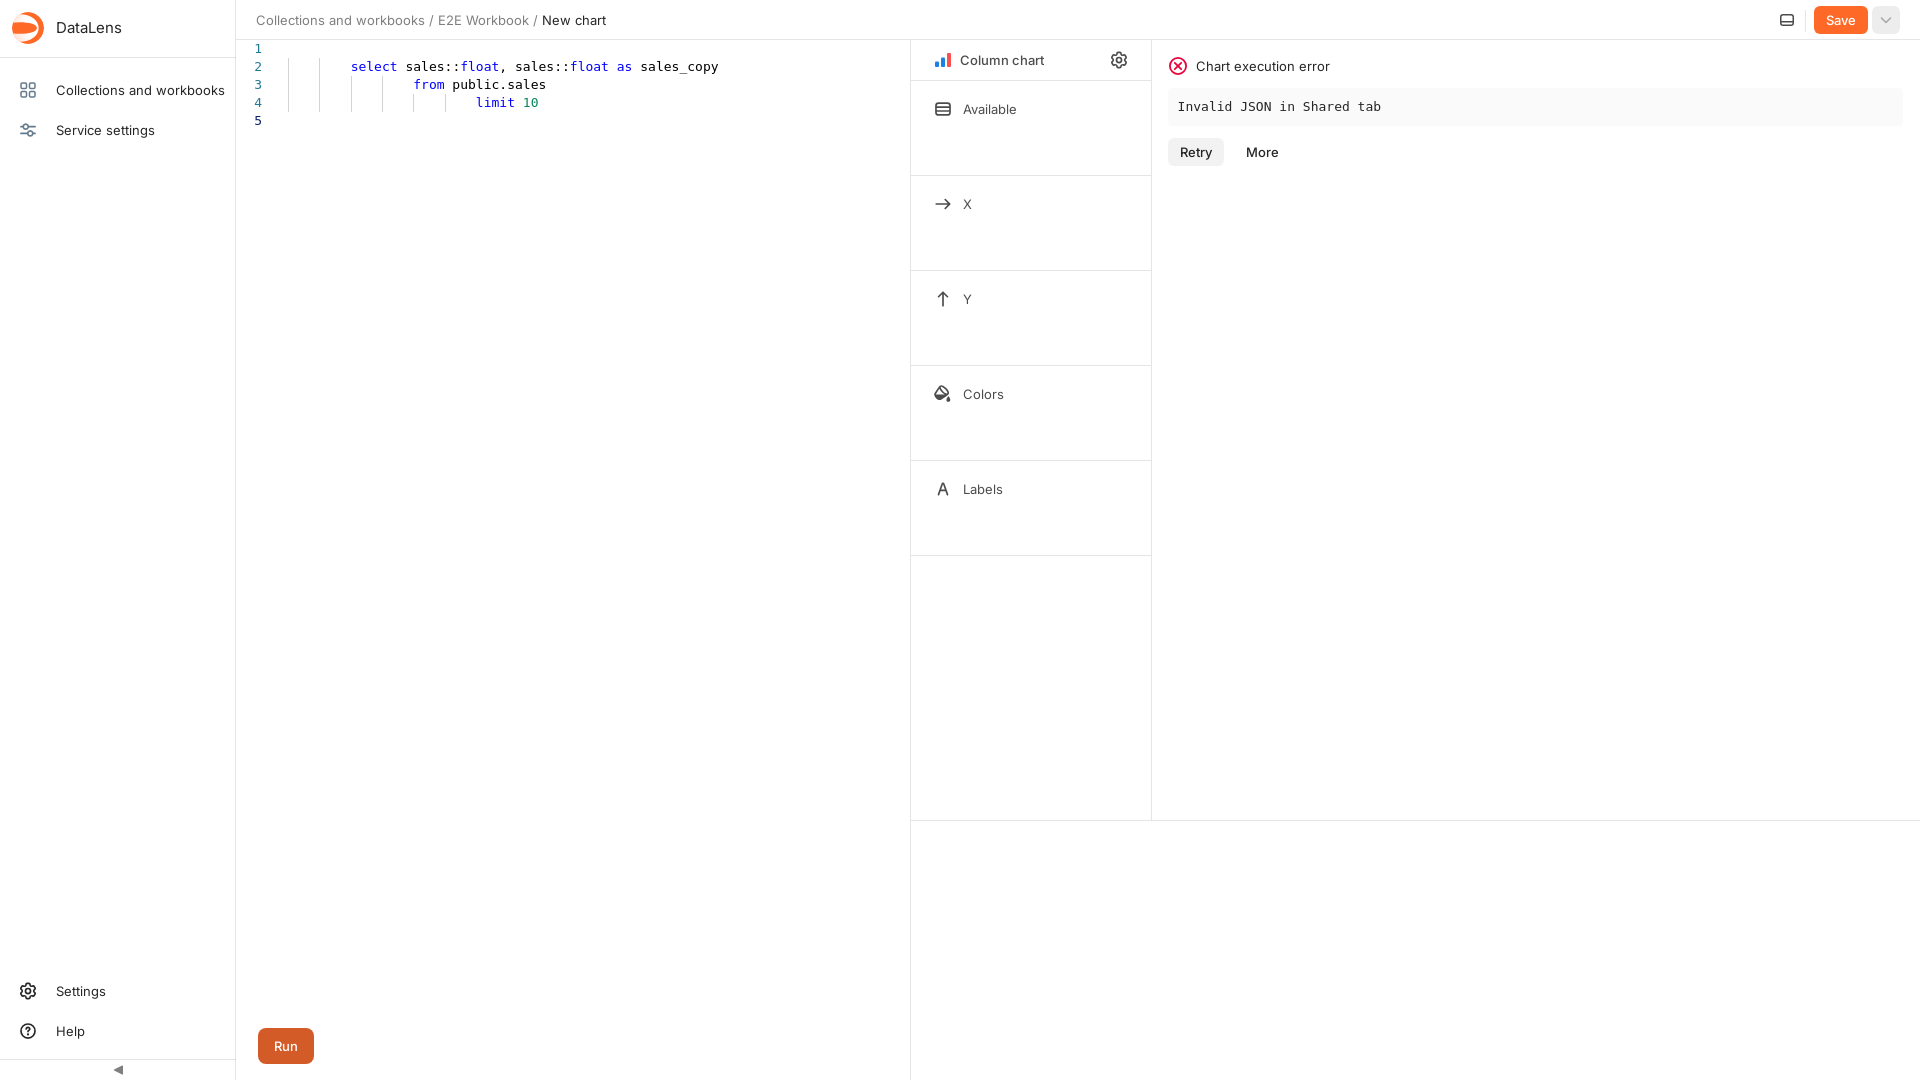 DataLens
Collections and workbooks
Service settings
Settings
Help
Collections and workbooks / E2E Workbook / New chart
Save
1
2 select sales::float, sales::float as sales_copy
3 from public.sales
4 limit 10
5
Run
Column chart
Available
X
Y
Colors
Labels
Chart execution error
Invalid JSON in Shared tab
Retry More